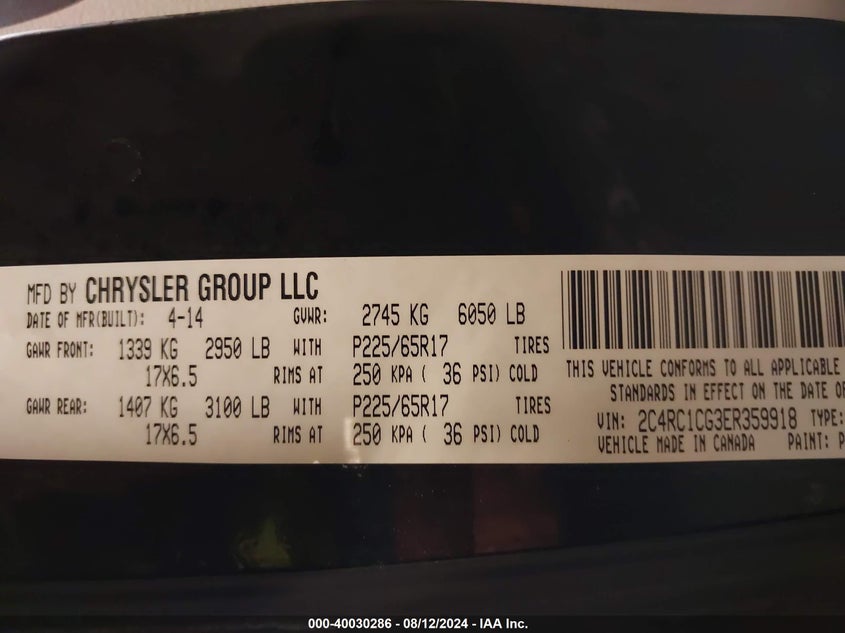 MFD BY CHRYSLER GROUP LLC
DATE OF MFR(BUILT): 4-14 GVWR: 2745 KG 6050 LB
GAWR FRONT: 1339 KG 2950 LB WITH P225/65R17 TIRES
17X6.5 RIMS AT 250 KPA ( 36 PSI) COLD
GAWR REAR: 1407 KG 3100 LB WITH P225/65R17 TIRES
17X6.5 RIMS AT 250 KPA ( 36 PSI) COLD
THIS VEHICLE CONFORMS TO ALL APPLICABLE
STANDARDS IN EFFECT ON THE DATE OF
VIN: 2C4RC1CG3ER359918 TYPE:
VEHICLE MADE IN CANADA PAINT: P
000-40030286 - 08/12/2024 - IAA Inc.